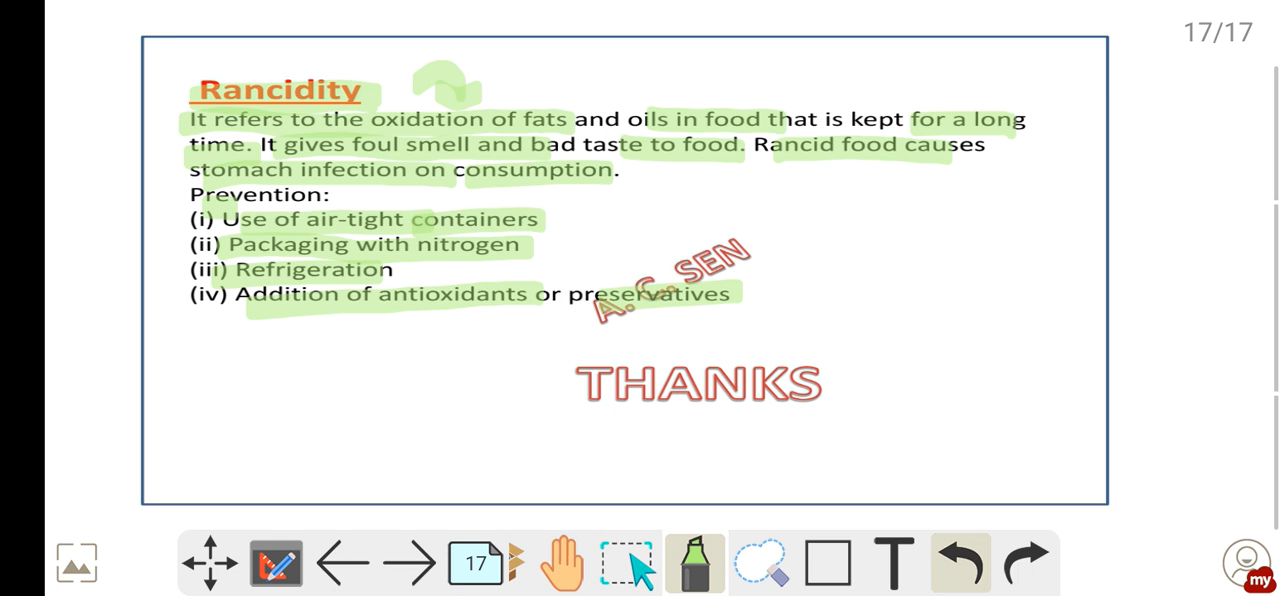 17/17
Rancidity
It refers to the oxidation of fats and oils in food that is kept for a long
time. It gives foul smell and bad taste to food. Rancid food causes
stomach infection on consumption.
Prevention:
(i) Use of air-tight containers
(ii) Packaging with nitrogen
(iii) Refrigeration
(iv) Addition of antioxidants or preservatives
A. C. SEN
THANKS
17
T
my